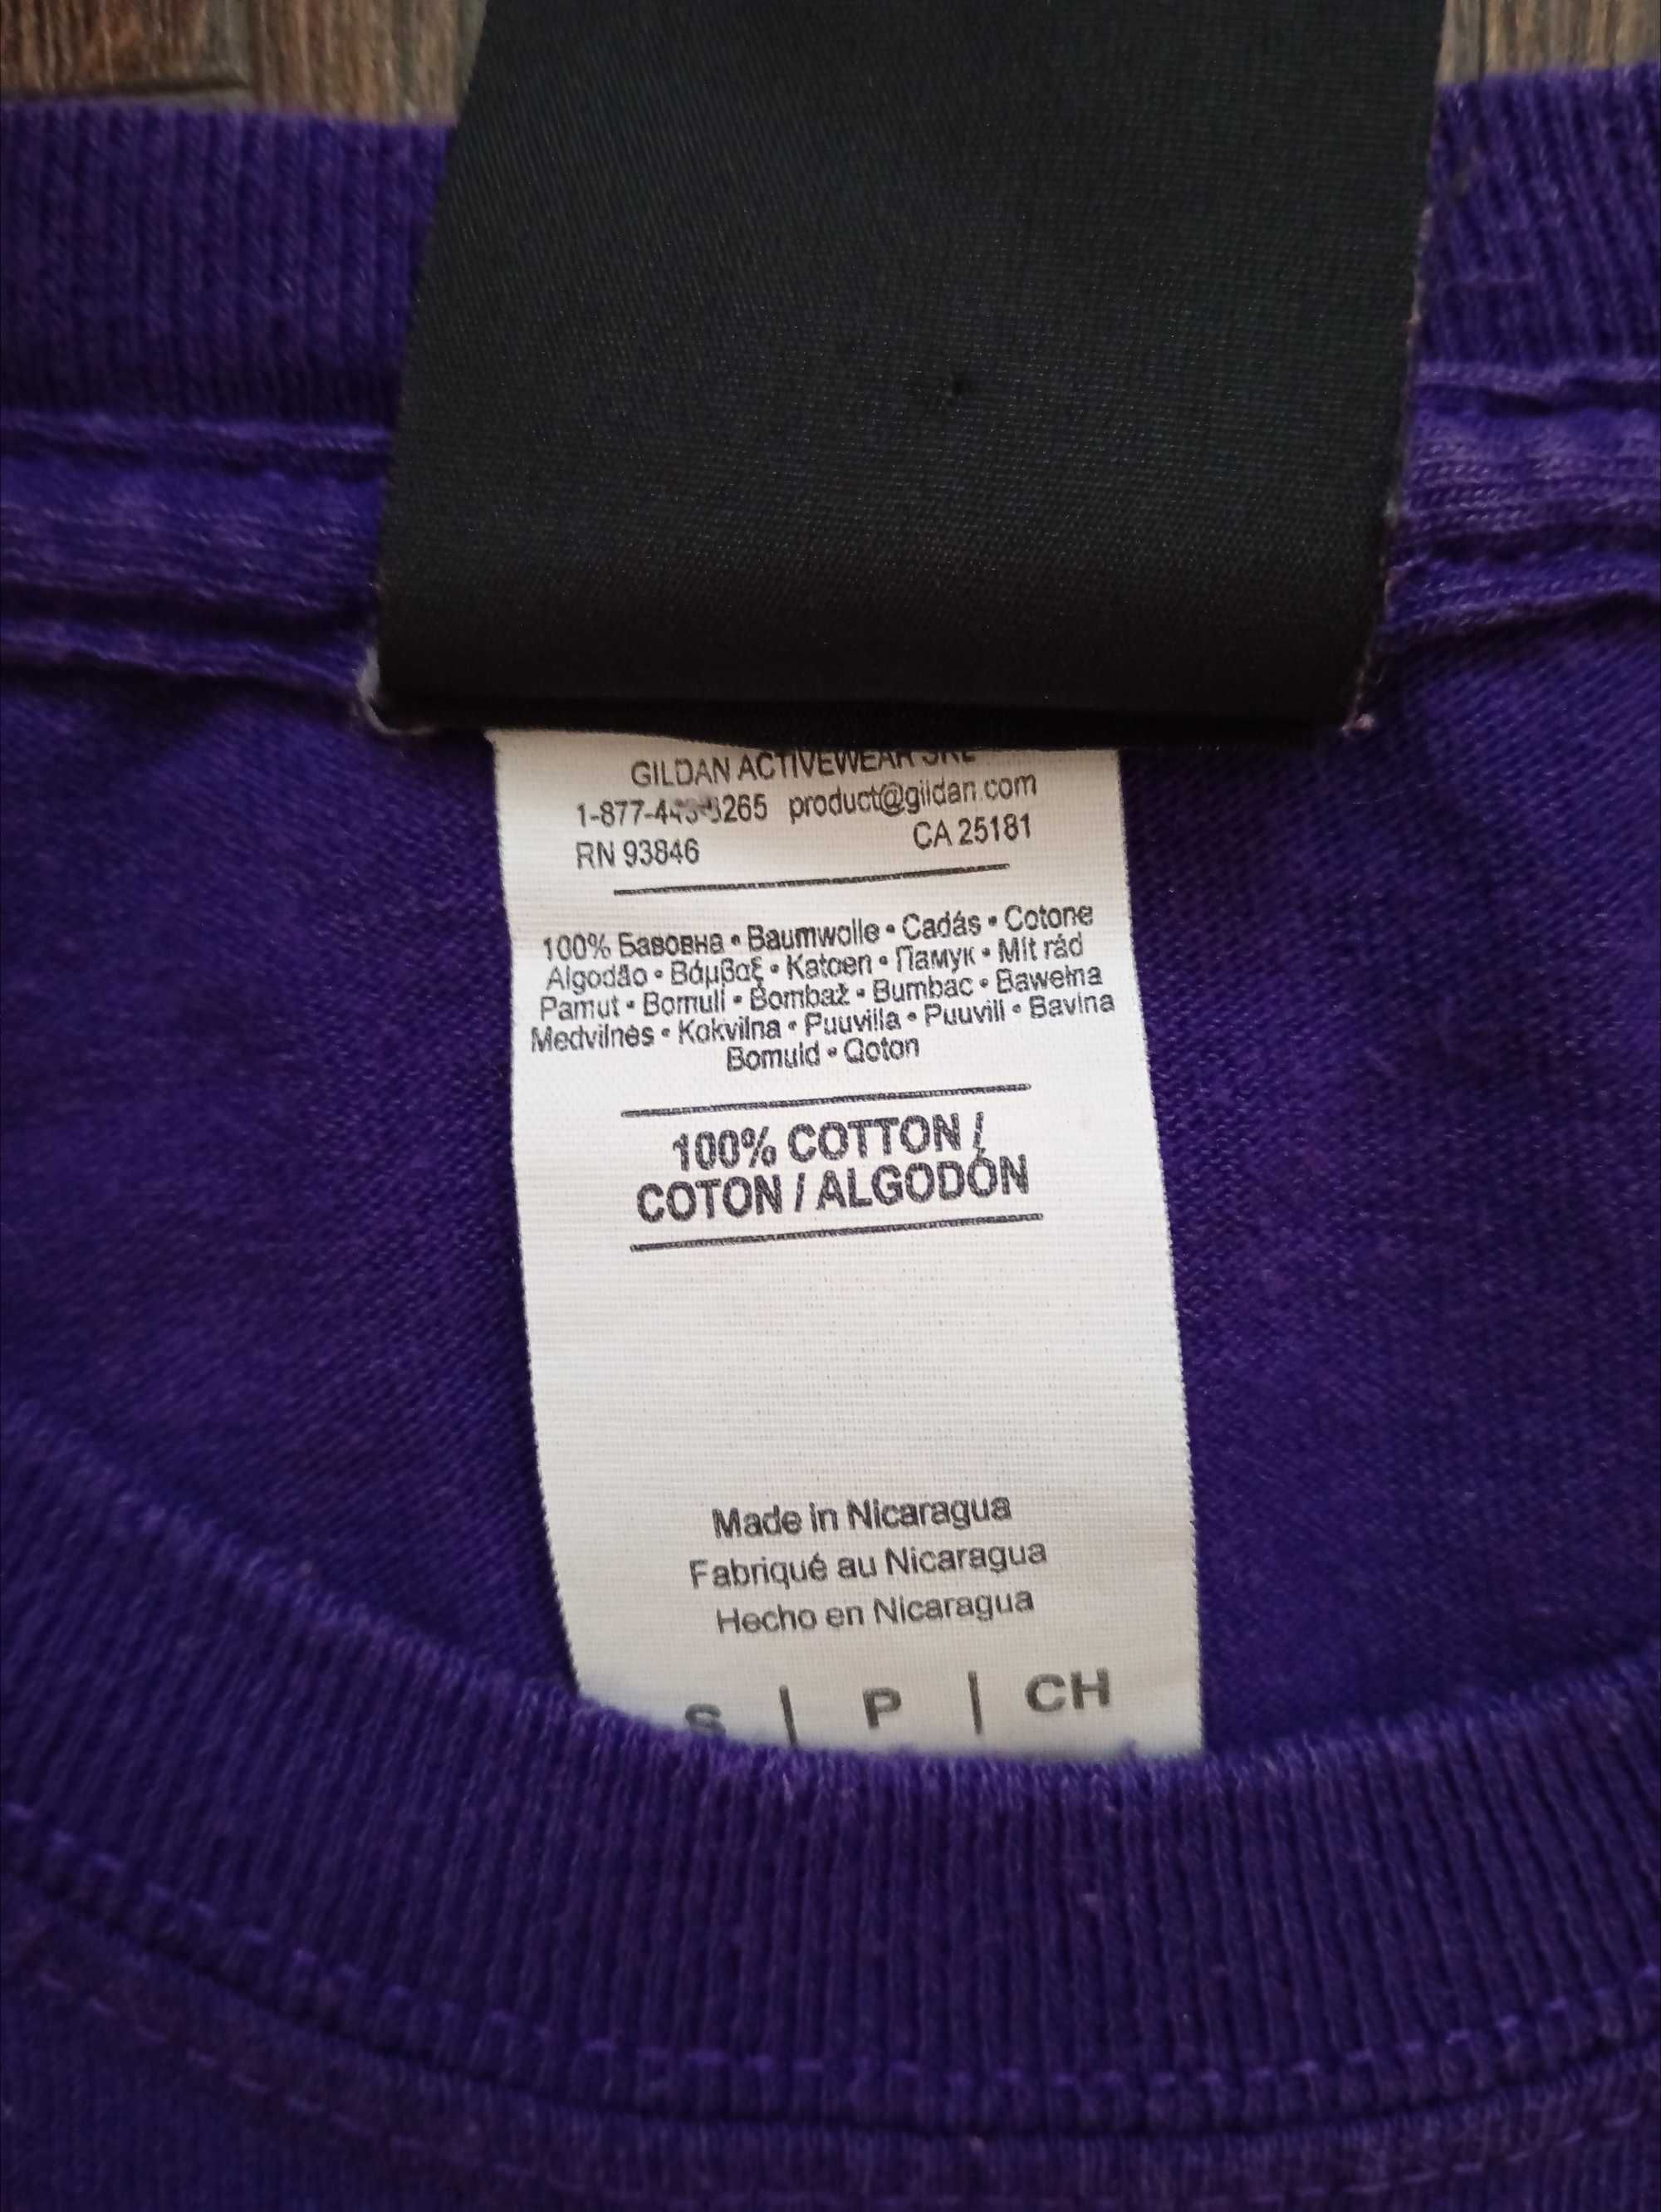 GILDAN ACTIVEWEAR SRL
product@gildan.com
RN 93846 CA 25181
100% Бавовна • Baumwolle • Cadás • Cotone
Algodão • Βάμβαξ • Katoen • Памук • Mít rád
Pamut • Bomull • Bombaž • Bumbac • Bawełna
Medvilnės • Kokvilna • Puuvilla • Puuvill • Bavlna
Bomuld • Qoton
100% COTTON /
COTON / ALGODÓN
Made in Nicaragua
Fabriqué au Nicaragua
Hecho en Nicaragua
S | P | CH